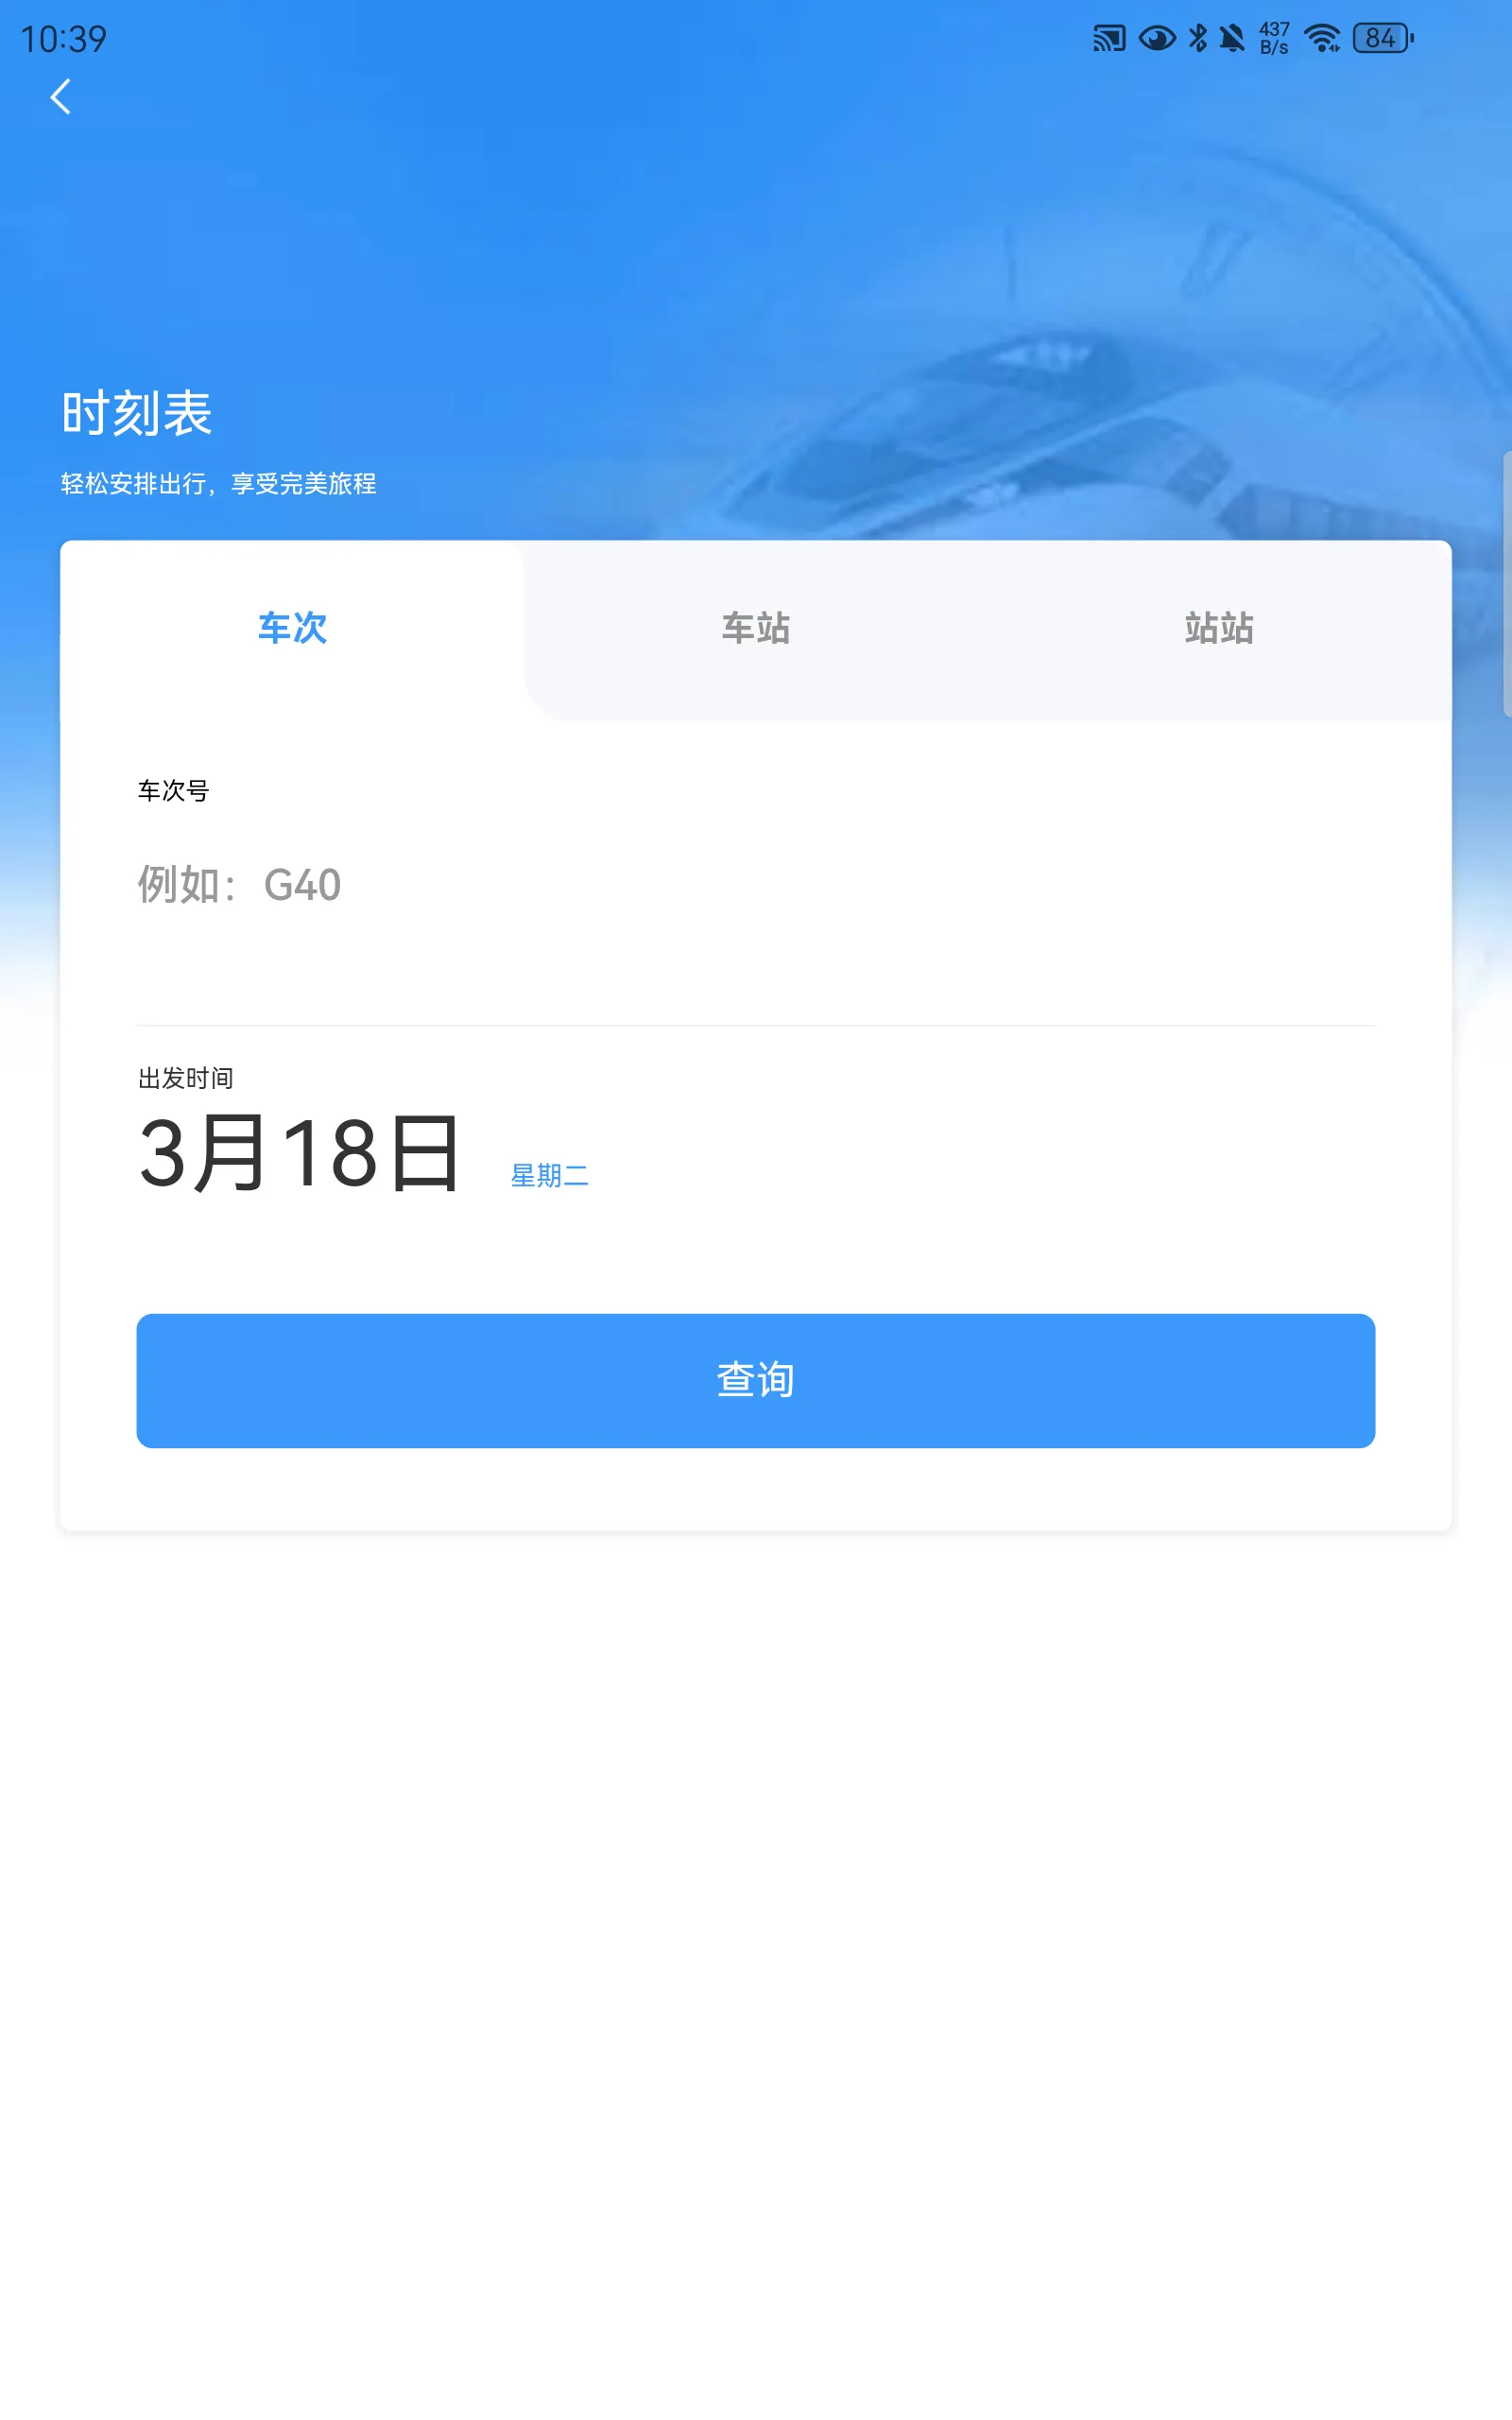 10:39
437
B/s
84
时刻表
轻松安排出行，享受完美旅程
车次
车站
站站
车次号
例如：G40
出发时间
3月18日 星期二
查询